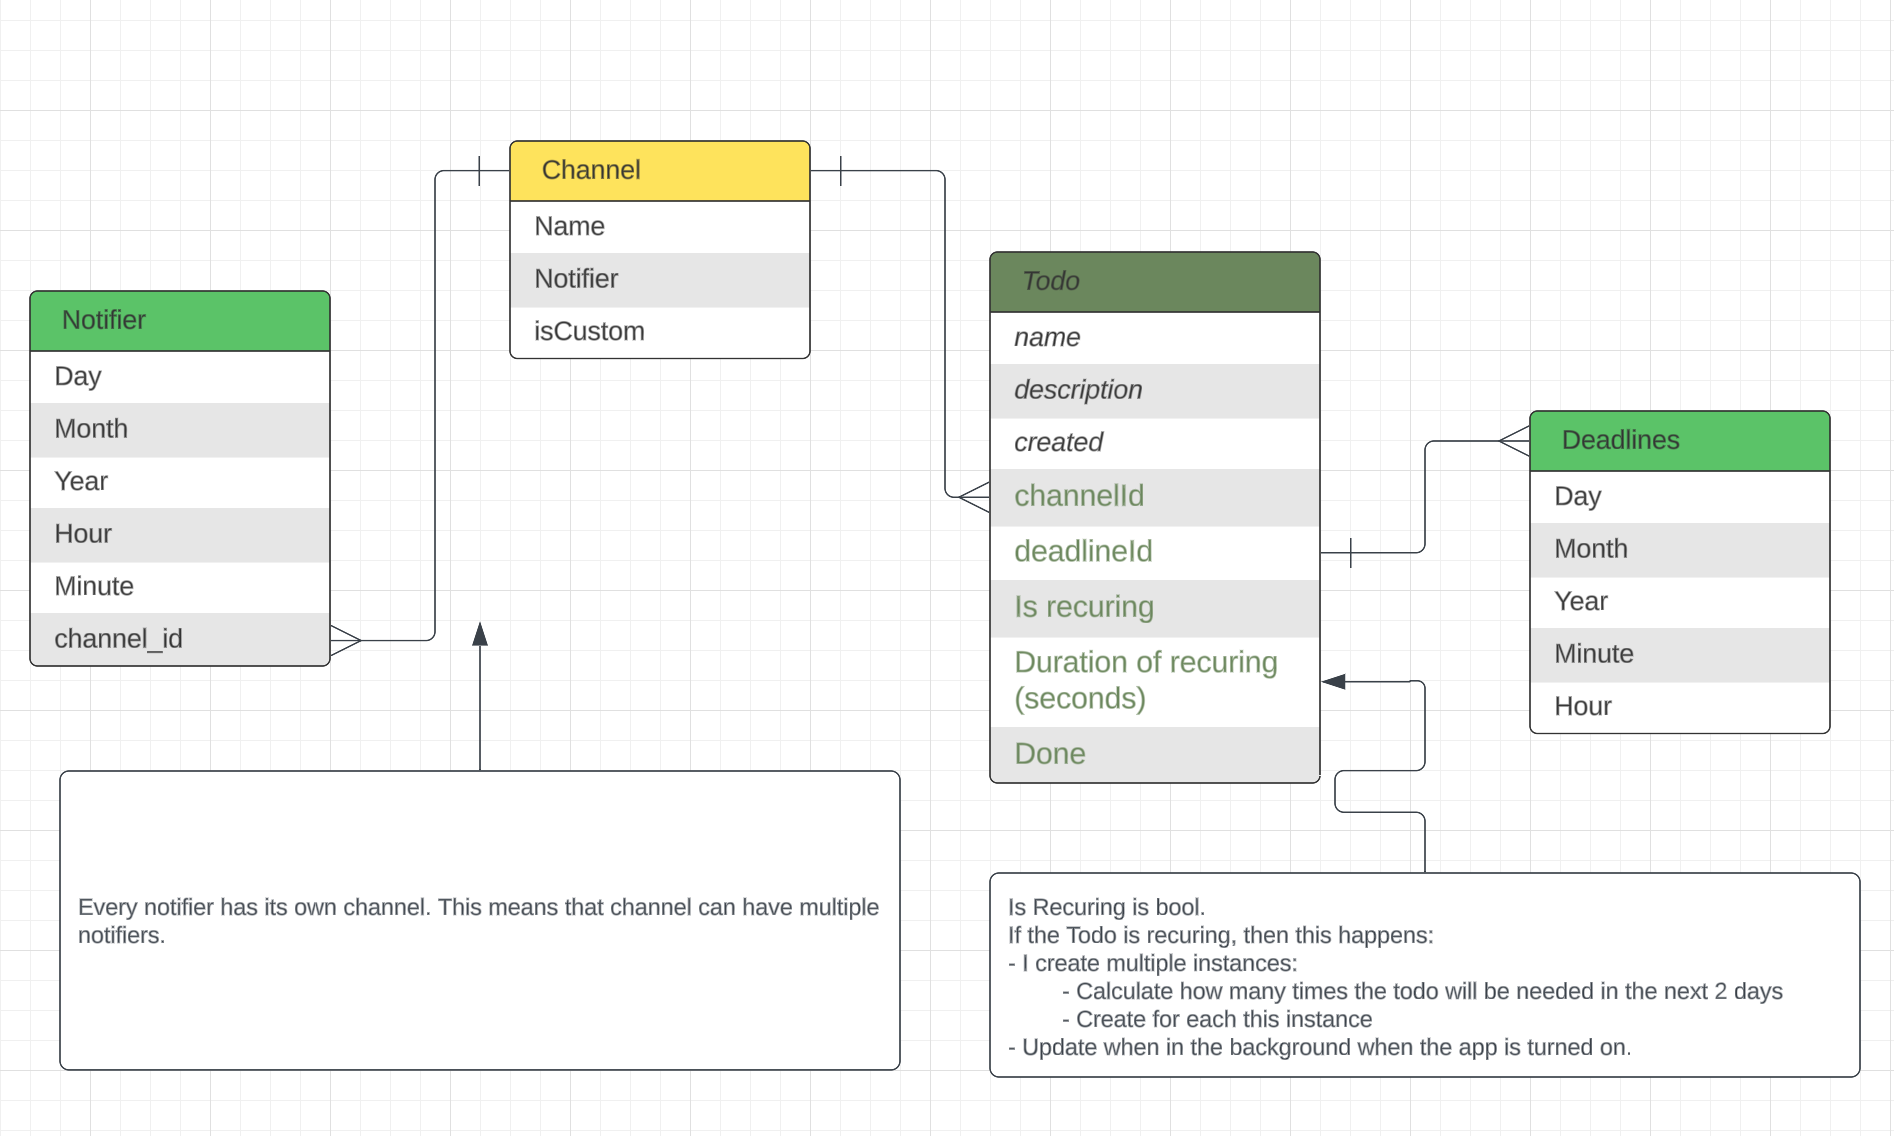 Channel
Name
Notifier
isCustom
Notifier
Day
Month
Year
Hour
Minute
channel_id
Todo
name
description
created
channelId
deadlineId
Is recuring
Duration of recuring
(seconds)
Done
Deadlines
Day
Month
Year
Minute
Hour
Every notifier has its own channel. This means that channel can have multiple
notifiers.
Is Recuring is bool.
If the Todo is recuring, then this happens:
- I create multiple instances:
- Calculate how many times the todo will be needed in the next 2 days
- Create for each this instance
- Update when in the background when the app is turned on.